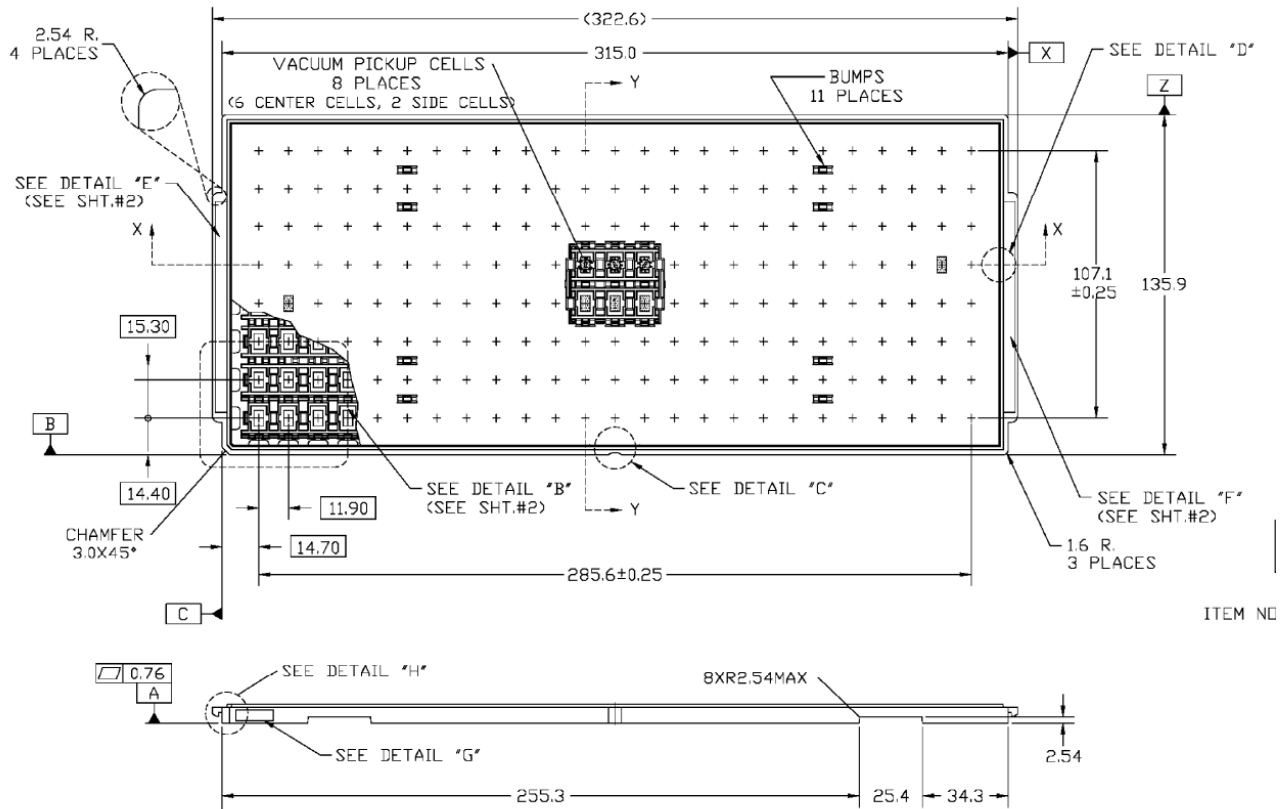 (322.6)
2.54 R.
4 PLACES
315.0
X
SEE DETAIL "D"
VACUUM PICKUP CELLS
8 PLACES
(6 CENTER CELLS, 2 SIDE CELLS)
Y
BUMPS
11 PLACES
Z
SEE DETAIL "E"
(SEE SHT.#2)
X
X
107.1
±0.25
135.9
15.30
B
14.40
SEE DETAIL "B"
(SEE SHT.#2)
SEE DETAIL "C"
SEE DETAIL "F"
(SEE SHT.#2)
11.90
Y
CHAMFER
3.0X45°
14.70
1.6 R.
3 PLACES
285.6±0.25
C
ITEM NO
0.76
A
SEE DETAIL "H"
8XR2.54MAX
SEE DETAIL "G"
2.54
255.3
25.4
34.3